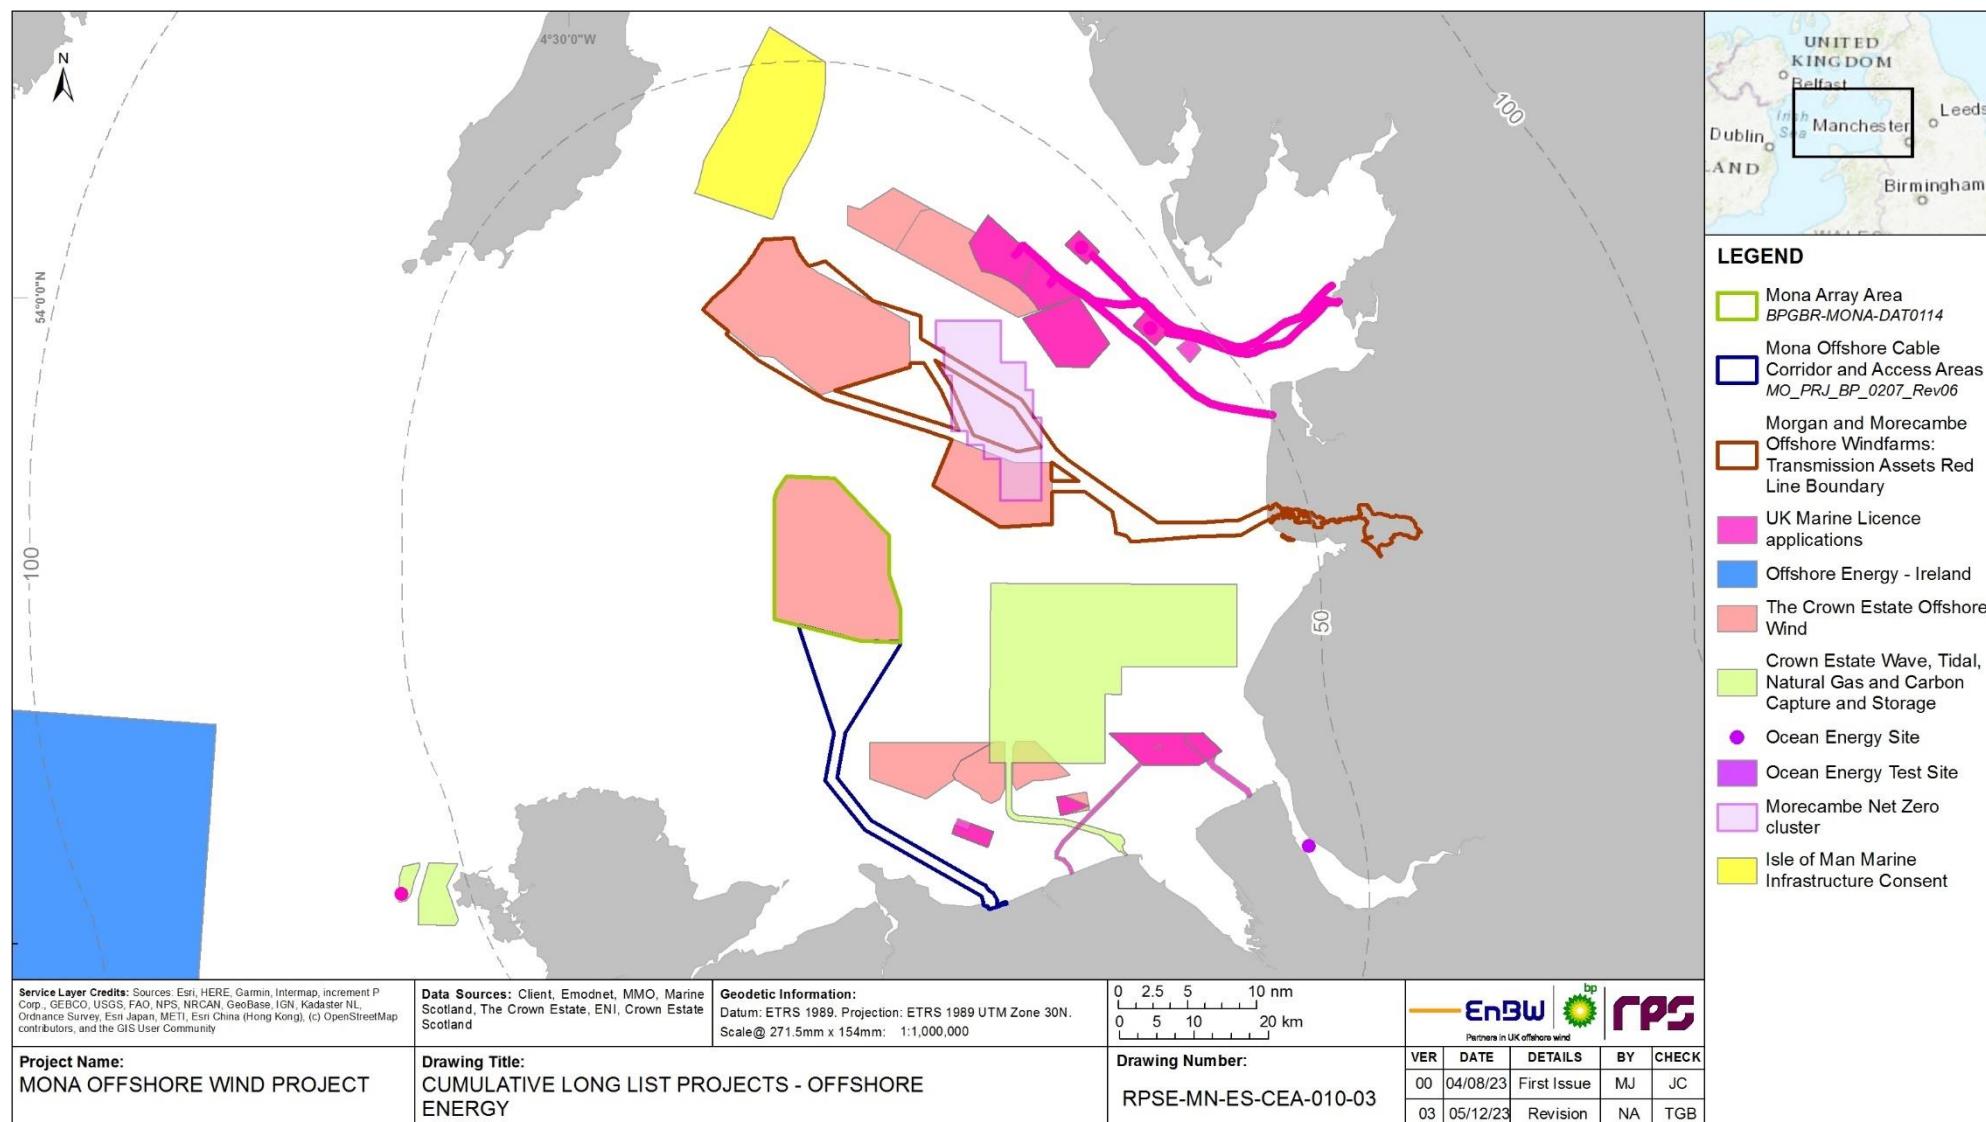 N
4°30'0"W
54°0'0"N
100
100
50
UNITED
KINGDOM
Belfast
Leeds
Irish
Sea
Manchester
Dublin
LAND
Birmingham
LEGEND
Mona Array Area
BPGBR-MONA-DAT0114
Mona Offshore Cable
Corridor and Access Areas
MO_PRJ_BP_0207_Rev06
Morgan and Morecambe
Offshore Windfarms:
Transmission Assets Red
Line Boundary
UK Marine Licence
applications
Offshore Energy - Ireland
The Crown Estate Offshore
Wind
Crown Estate Wave, Tidal,
Natural Gas and Carbon
Capture and Storage
Ocean Energy Site
Ocean Energy Test Site
Morecambe Net Zero
cluster
Isle of Man Marine
Infrastructure Consent
Service Layer Credits: Sources: Esri, HERE, Garmin, Intermap, increment P
Corp., GEBCO, USGS, FAO, NPS, NRCAN, GeoBase, IGN, Kadaster NL,
Ordnance Survey, Esri Japan, METI, Esri China (Hong Kong), (c) OpenStreetMap
contributors, and the GIS User Community
Data Sources: Client, Emodnet, MMO, Marine
Scotland, The Crown Estate, ENI, Crown Estate
Scotland
Geodetic Information:
Datum: ETRS 1989. Projection: ETRS 1989 UTM Zone 30N.
Scale@ 271.5mm x 154mm: 1:1,000,000
0 2.5 5 10 nm
0 5 10 20 km
EnBW
bp
rps
Partners in UK offshore wind
Project Name:
MONA OFFSHORE WIND PROJECT
Drawing Title:
CUMULATIVE LONG LIST PROJECTS - OFFSHORE
ENERGY
Drawing Number:
RPSE-MN-ES-CEA-010-03
VER DATE DETAILS BY CHECK
00 04/08/23 First Issue MJ JC
03 05/12/23 Revision NA TGB